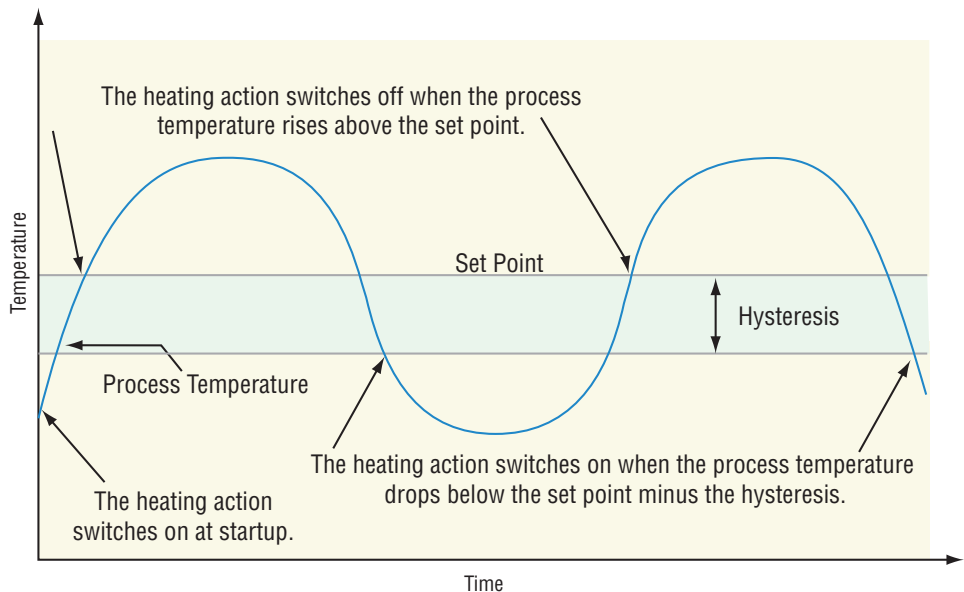 The heating action switches off when the process
temperature rises above the set point.
Temperature
Set Point
Hysteresis
Process Temperature
The heating action switches on when the process temperature
drops below the set point minus the hysteresis.
The heating action
switches on at startup.
Time